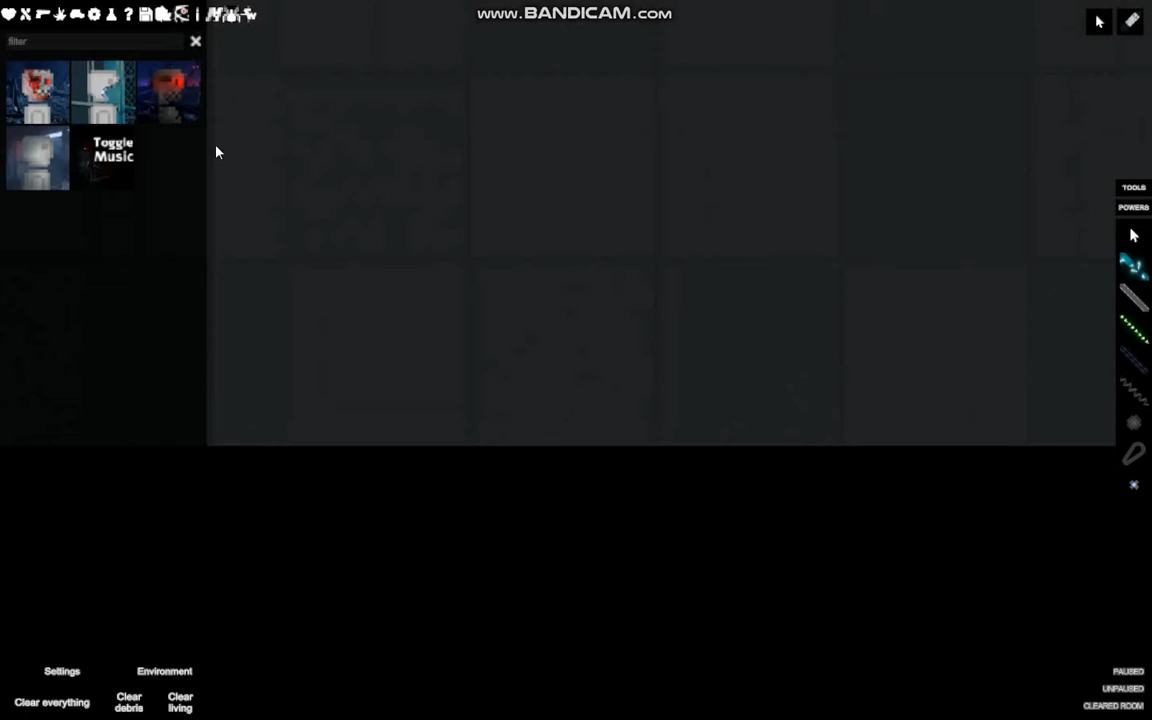 www.BANDICAM.com
filter
Toggle
Music
TOOLS
POWERS
Settings
Environment
Clear everything
Clear
debris
Clear
living
PAUSED
UNPAUSED
CLEARED ROOM